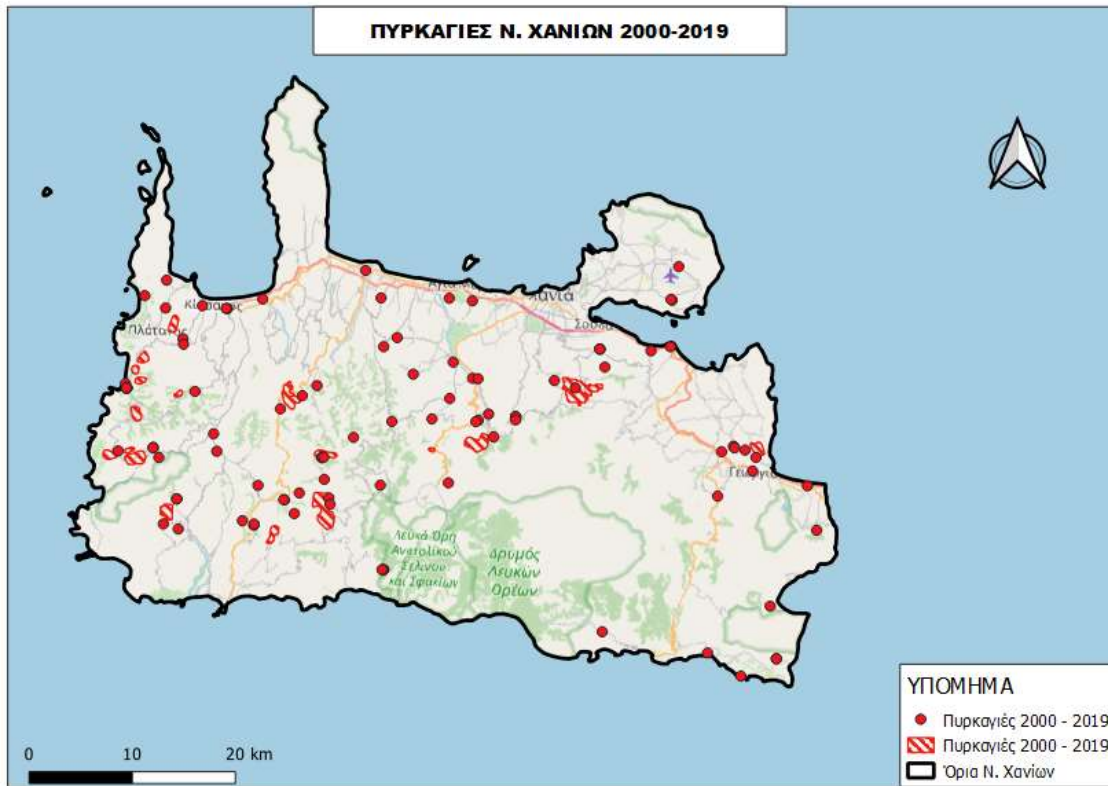 ΠΥΡΚΑΓΙΕΣ Ν. ΧΑΝΙΩΝ 2000-2019
Πλάτανος
Χανιά
Σούδα
Λευκά Όρη
Ανατολικού
Σελίνου
και Σφακίων
Δρυμός
Λευκών
Ορέων
ΥΠΟΜΗΜΑ
Πυρκαγιές 2000 - 2019
Πυρκαγιές 2000 - 2019
Όρια Ν. Χανίων
0 10 20 km